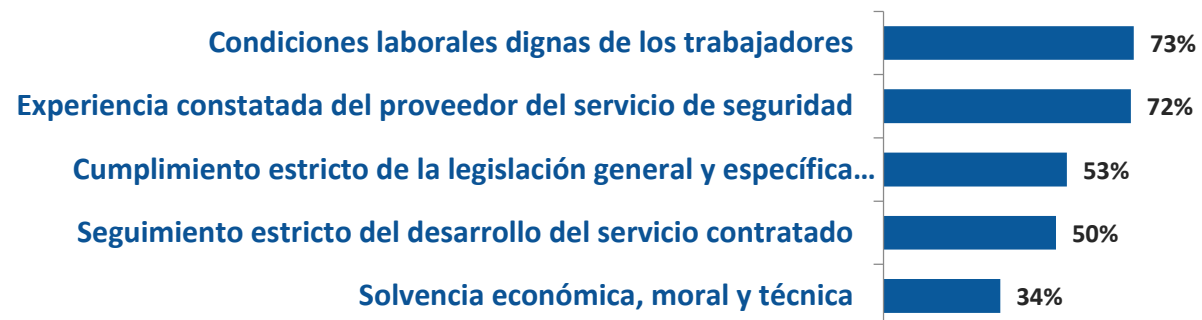 Condiciones laborales dignas de los trabajadores 73%
Experiencia constatada del proveedor del servicio de seguridad 72%
Cumplimiento estricto de la legislación general y específica… 53%
Seguimiento estricto del desarrollo del servicio contratado 50%
Solvencia económica, moral y técnica 34%